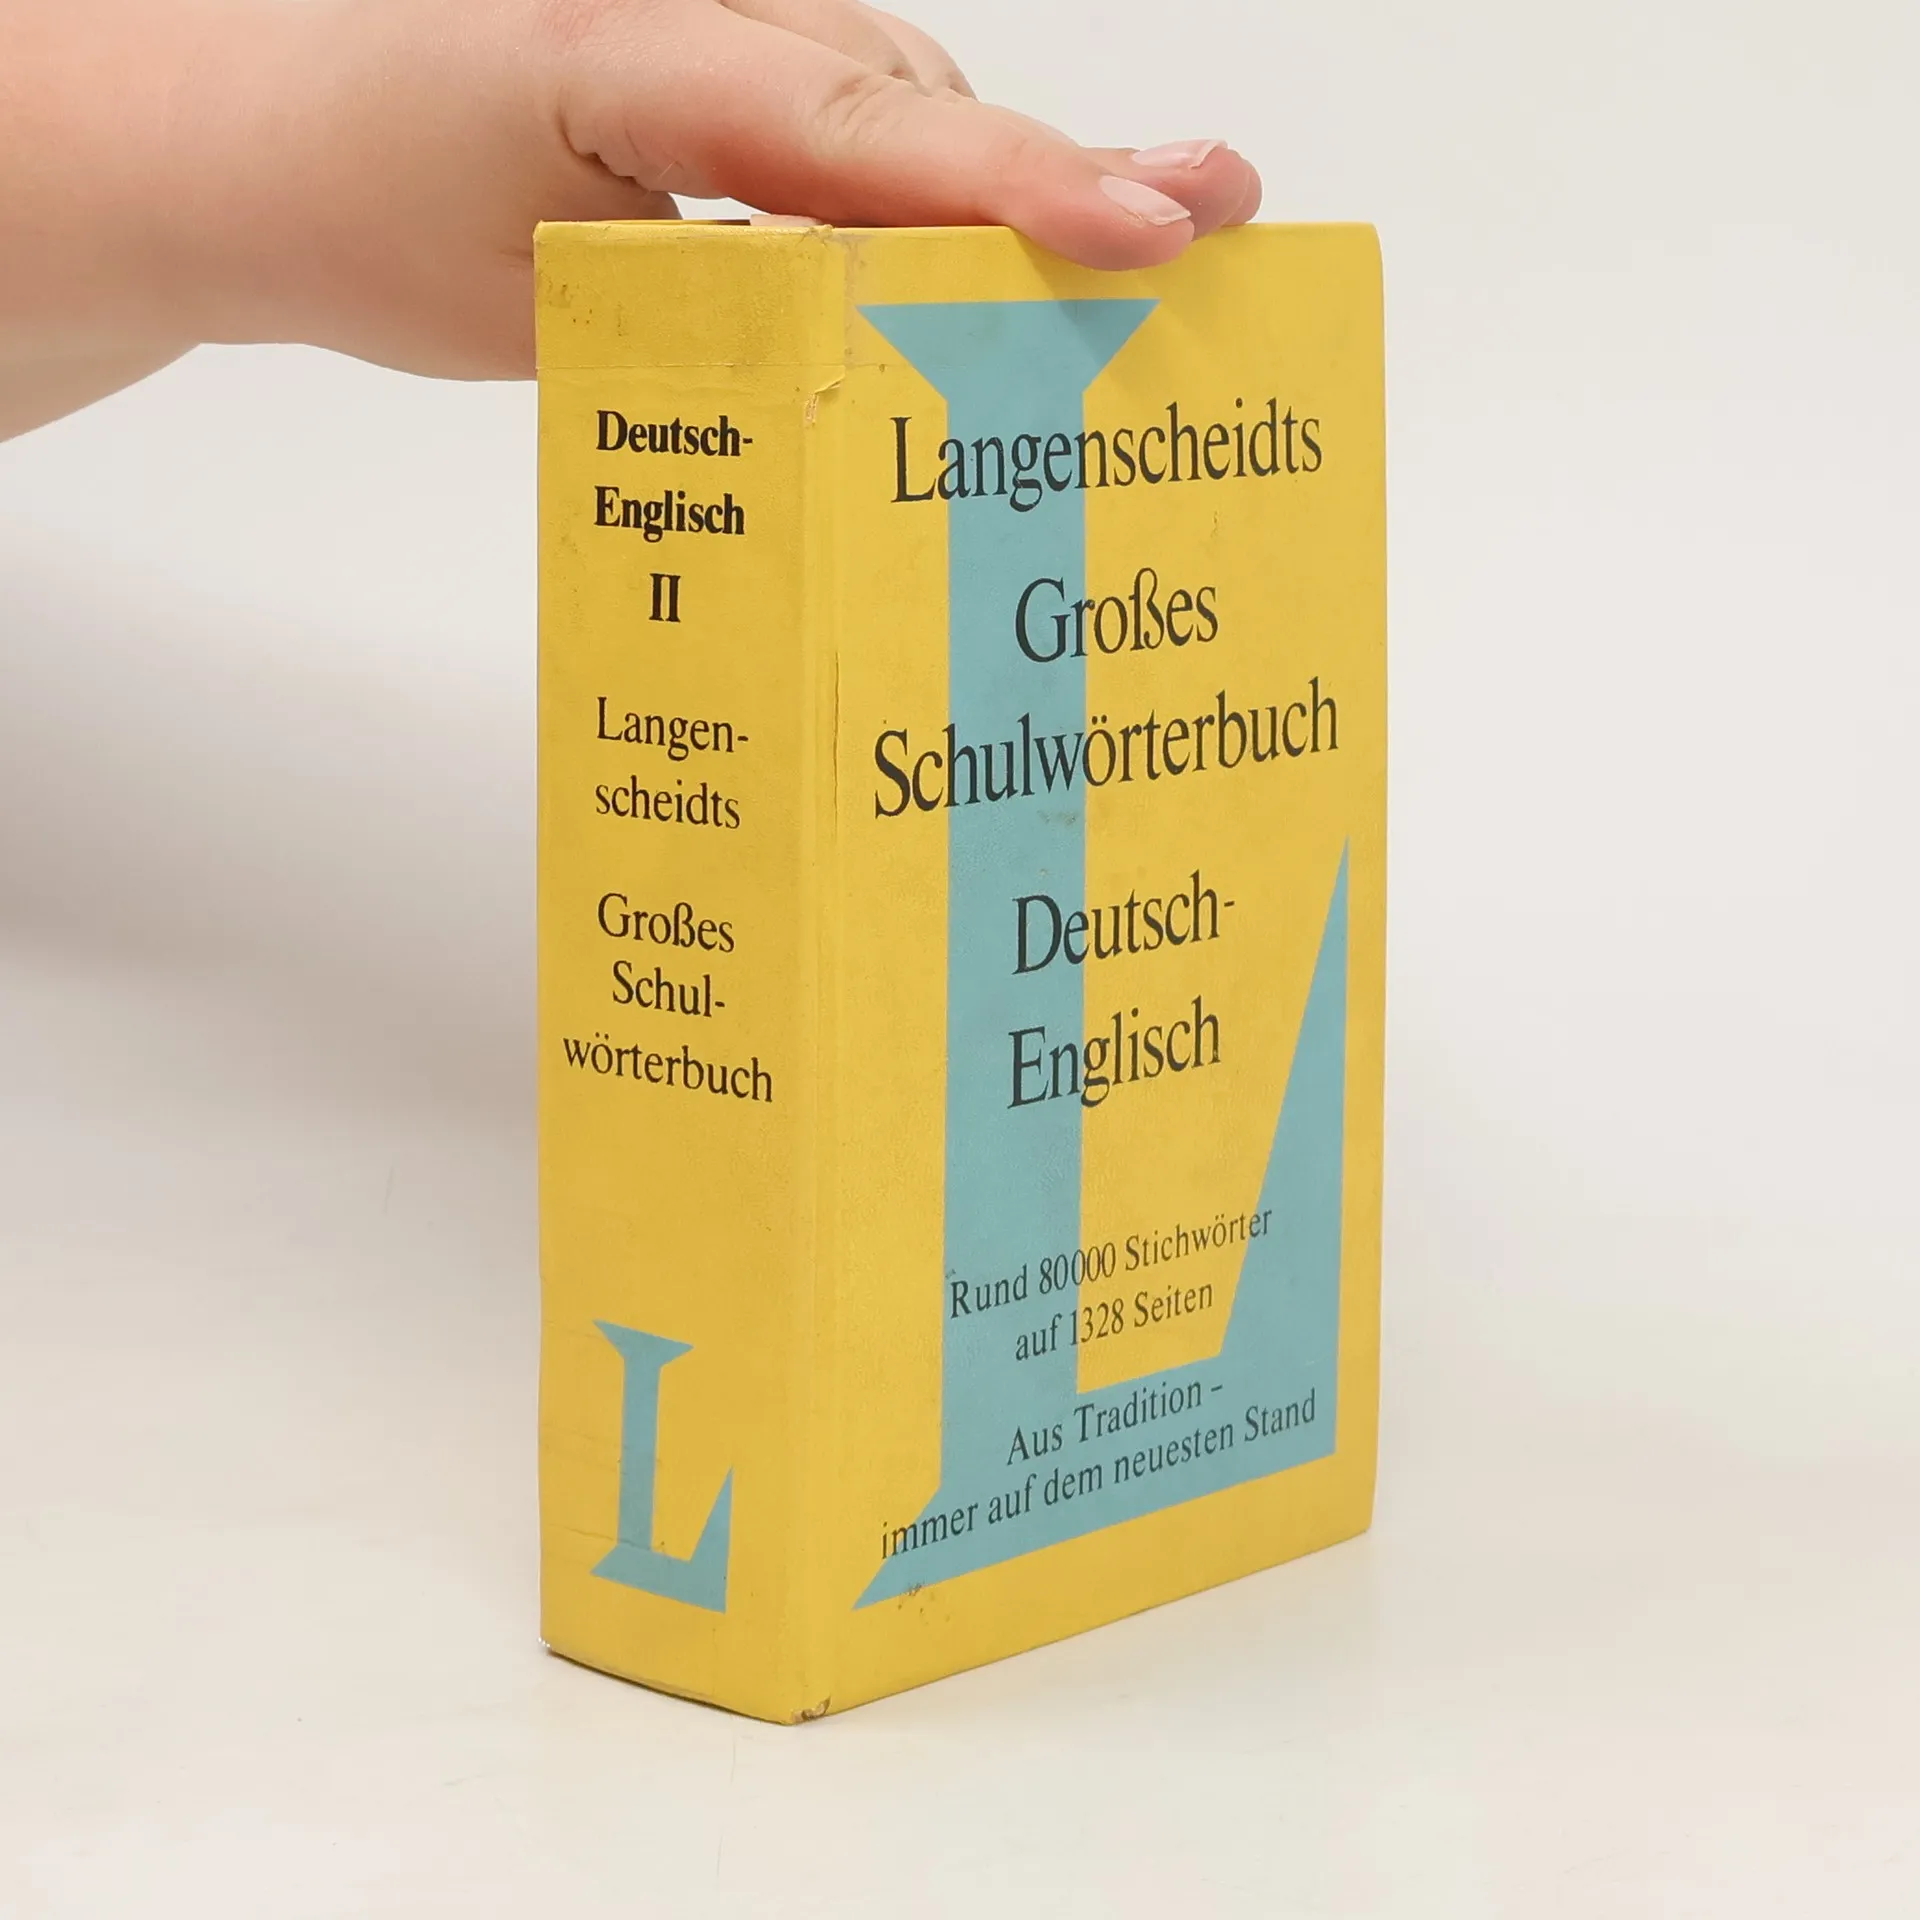 Deutsch-
Englisch
II
Langen-
scheidts
Großes
Schul-
wörterbuch
L
Langenscheidts
Großes
Schulwörterbuch
Deutsch-
Englisch
Rund 80000 Stichwörter
auf 1328 Seiten
Aus Tradition –
immer auf dem neuesten Stand
L